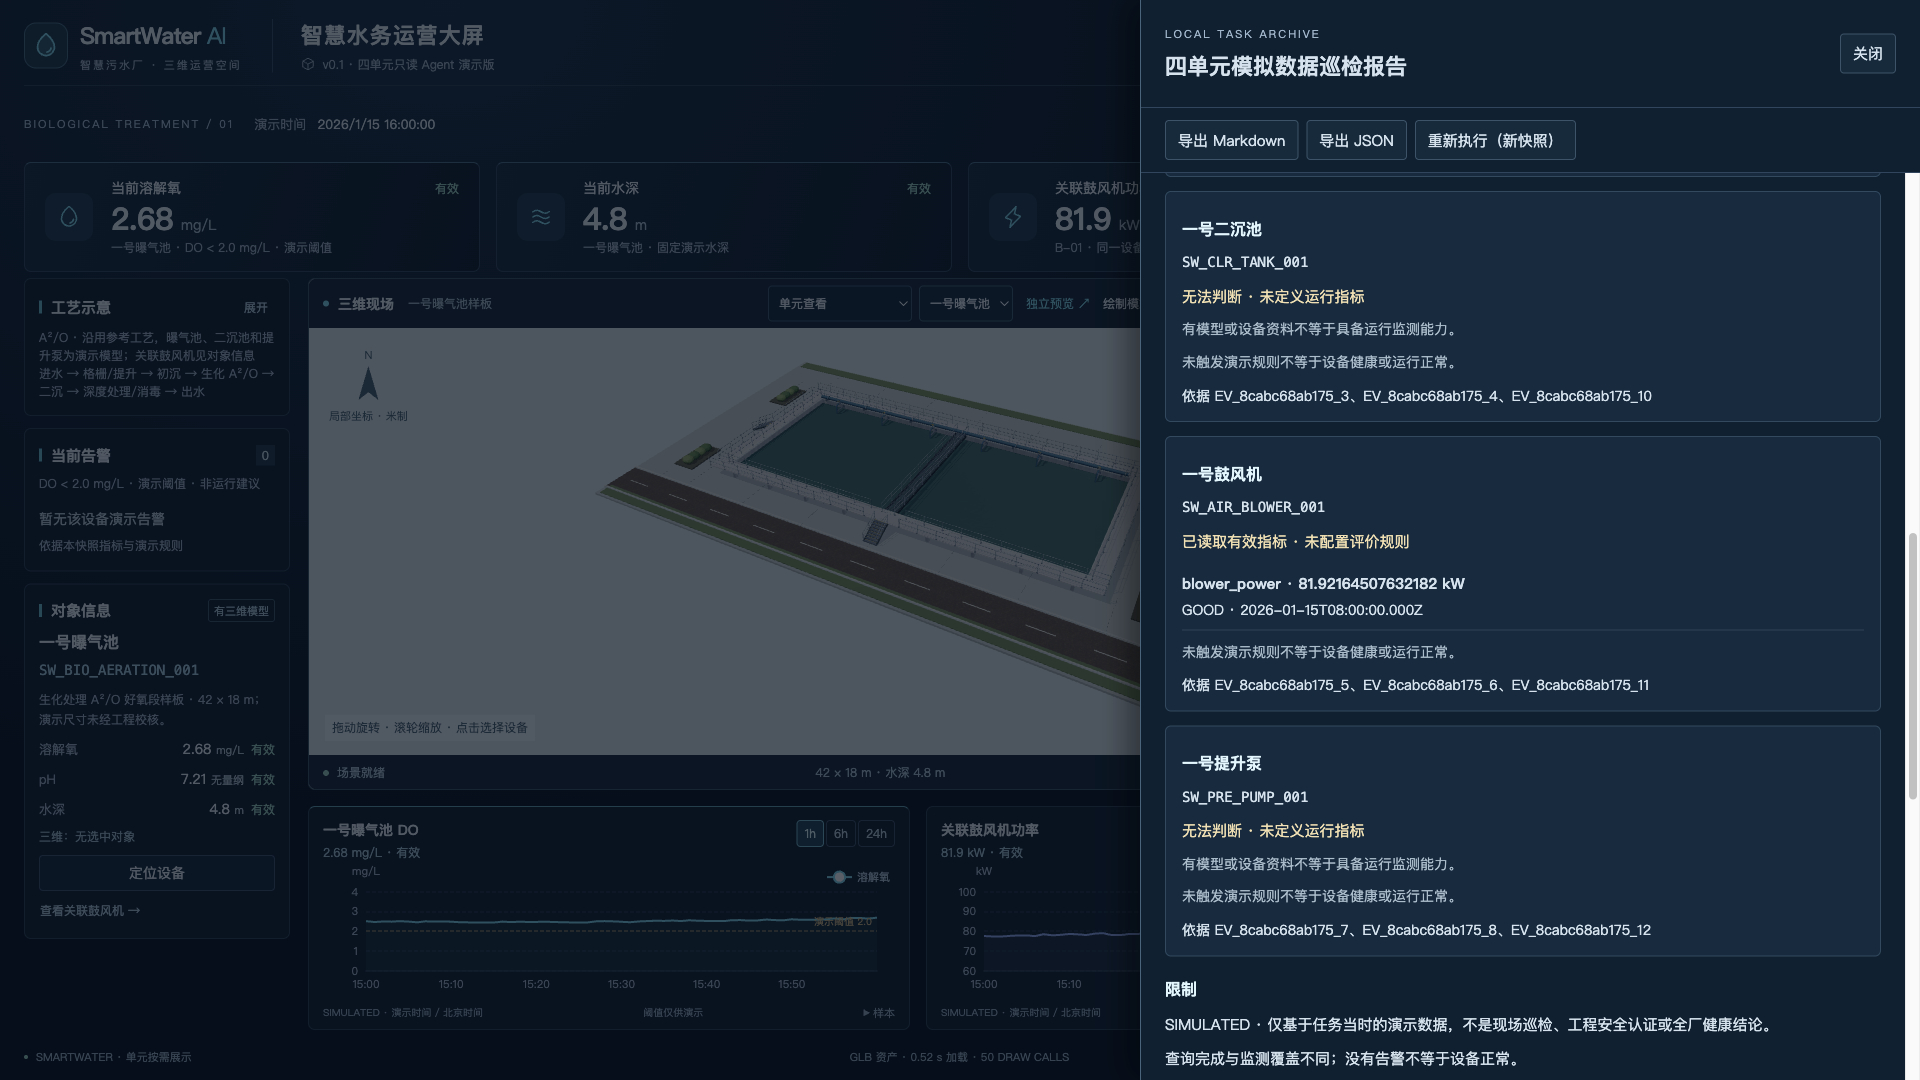 SmartWater AI
智慧污水厂 · 三维运营空间
智慧水务运营大屏
v0.1 · 四单元只读 Agent 演示版
BIOLOGICAL TREATMENT / 01
演示时间 2026/1/15 16:00:00
当前溶解氧
有效
2.68 mg/L
一号曝气池 · DO < 2.0 mg/L · 演示阈值
当前水深
有效
4.8 m
一号曝气池 · 固定演示水深
关联鼓风机功
81.9 kW
B-01 · 同一设备
工艺示意
展开
A²/O · 沿用参考工艺，曝气池、二沉池和提
升泵为演示模型；关联鼓风机见对象信息
进水 → 格栅/提升 → 初沉 → 生化 A²/O →
二沉 → 深度处理/消毒 → 出水
当前告警
0
DO < 2.0 mg/L · 演示阈值 · 非运行建议
暂无该设备演示告警
依据本快照指标与演示规则
对象信息
有三维模型
一号曝气池
SW_BIO_AERATION_001
生化处理 A²/O 好氧段样板 · 42 × 18 m；
演示尺寸未经工程校核。
溶解氧 2.68 mg/L 有效
pH 7.21 无量纲 有效
水深 4.8 m 有效
三维：无选中对象
定位设备
查看关联鼓风机 →
三维现场 一号曝气池样板
单元查看
一号曝气池
独立预览 ↗
绘制模
N
局部坐标 · 米制
拖动旋转 · 滚轮缩放 · 点击选择设备
场景就绪
42 × 18 m · 水深 4.8 m
一号曝气池 DO
1h 6h 24h
2.68 mg/L · 有效
mg/L
溶解氧
4
3
2
1
0
演示阈值 2.0
15:00 15:10 15:20 15:30 15:40 15:50
SIMULATED · 演示时间 / 北京时间
阈值仅供演示
▶ 样本
关联鼓风机功率
81.9 kW · 有效
kW
100
90
80
70
60
15:00 15:10
SIMULATED · 演示时间 / 北京时间
SMARTWATER · 单元按需展示
GLB 资产 · 0.52 s 加载 · 50 DRAW CALLS
LOCAL TASK ARCHIVE
四单元模拟数据巡检报告
关闭
导出 Markdown
导出 JSON
重新执行（新快照）
一号二沉池
SW_CLR_TANK_001
无法判断 · 未定义运行指标
有模型或设备资料不等于具备运行监测能力。
未触发演示规则不等于设备健康或运行正常。
依据 EV_8cabc68ab175_3、EV_8cabc68ab175_4、EV_8cabc68ab175_10
一号鼓风机
SW_AIR_BLOWER_001
已读取有效指标 · 未配置评价规则
blower_power · 81.92164507632182 kW
GOOD · 2026-01-15T08:00:00.000Z
未触发演示规则不等于设备健康或运行正常。
依据 EV_8cabc68ab175_5、EV_8cabc68ab175_6、EV_8cabc68ab175_11
一号提升泵
SW_PRE_PUMP_001
无法判断 · 未定义运行指标
有模型或设备资料不等于具备运行监测能力。
未触发演示规则不等于设备健康或运行正常。
依据 EV_8cabc68ab175_7、EV_8cabc68ab175_8、EV_8cabc68ab175_12
限制
SIMULATED · 仅基于任务当时的演示数据，不是现场巡检、工程安全认证或全厂健康结论。
查询完成与监测覆盖不同；没有告警不等于设备正常。